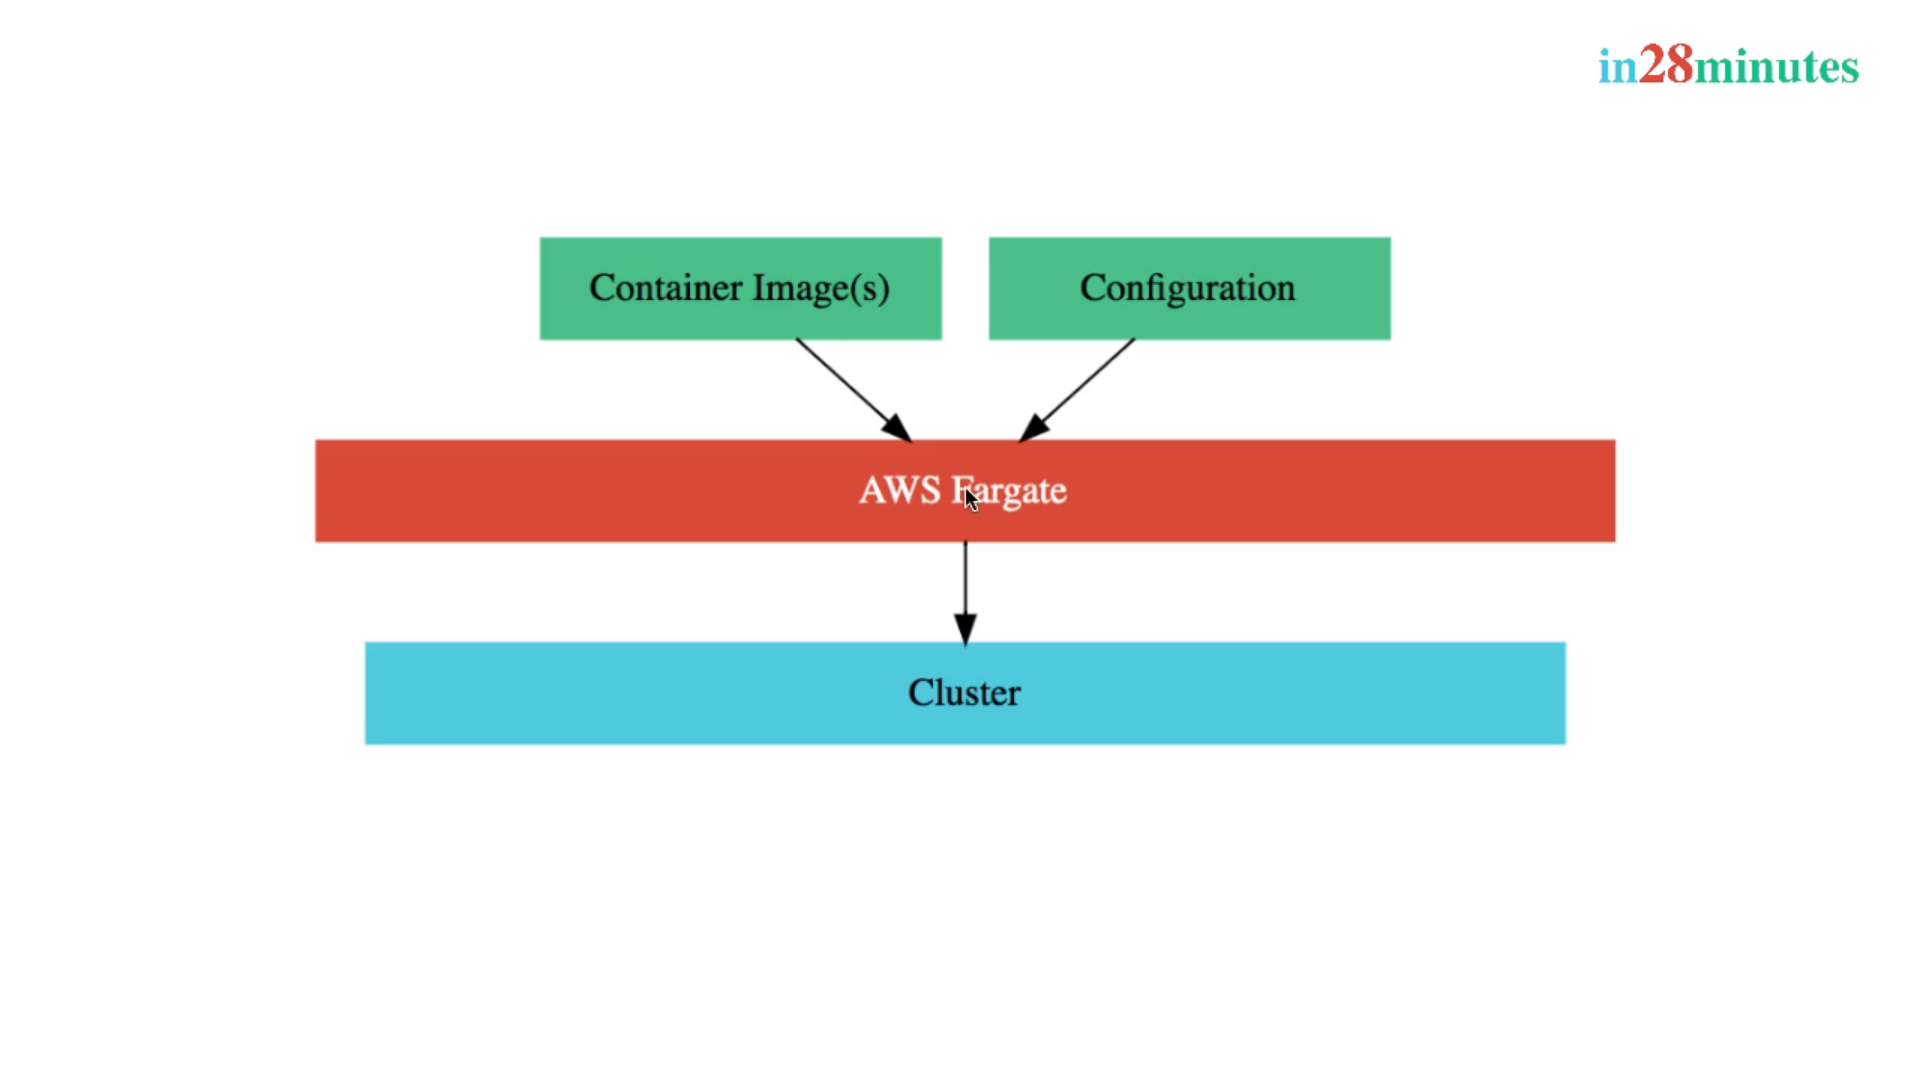 in28minutes
Container Image(s)
Configuration
AWS Fargate
Cluster